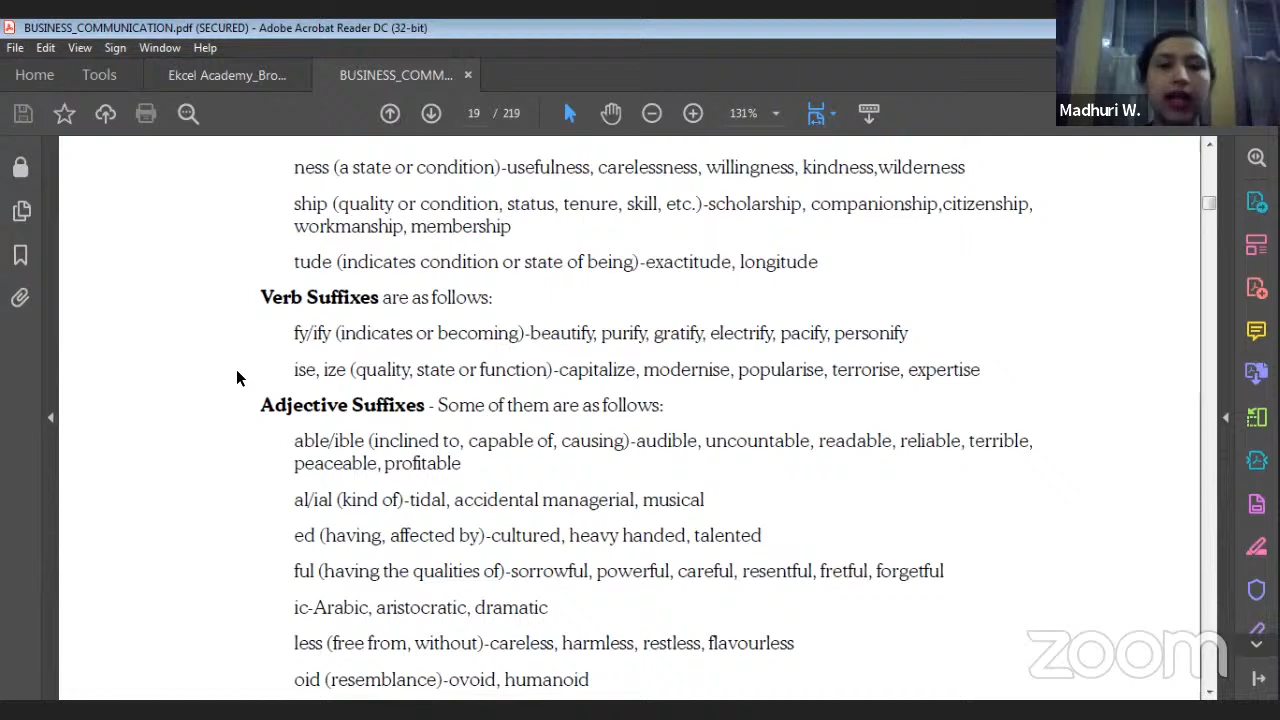 BUSINESS_COMMUNICATION.pdf (SECURED) - Adobe Acrobat Reader DC (32-bit)
File Edit View Sign Window Help
Home Tools Ekcel Academy_Bro... BUSINESS_COMM... ×
19 / 219 131%
Madhuri W.
ness (a state or condition)-usefulness, carelessness, willingness, kindness,wilderness
ship (quality or condition, status, tenure, skill, etc.)-scholarship, companionship,citizenship,
workmanship, membership
tude (indicates condition or state of being)-exactitude, longitude
Verb Suffixes are as follows:
fy/ify (indicates or becoming)-beautify, purify, gratify, electrify, pacify, personify
ise, ize (quality, state or function)-capitalize, modernise, popularise, terrorise, expertise
Adjective Suffixes - Some of them are as follows:
able/ible (inclined to, capable of, causing)-audible, uncountable, readable, reliable, terrible,
peaceable, profitable
al/ial (kind of)-tidal, accidental managerial, musical
ed (having, affected by)-cultured, heavy handed, talented
ful (having the qualities of)-sorrowful, powerful, careful, resentful, fretful, forgetful
ic-Arabic, aristocratic, dramatic
less (free from, without)-careless, harmless, restless, flavourless
oid (resemblance)-ovoid, humanoid
zoom